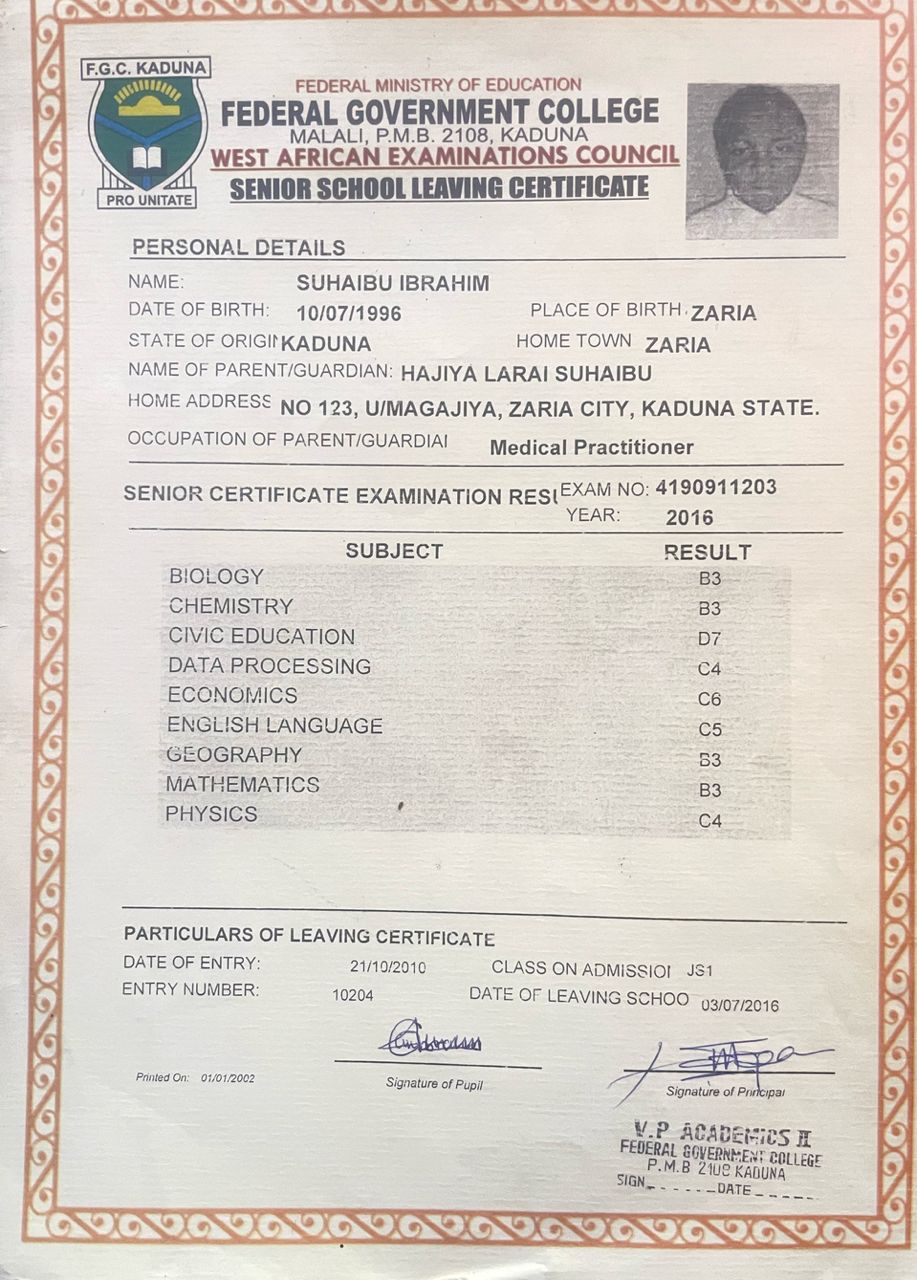 F.G.C. KADUNA
PRO UNITATE
FEDERAL MINISTRY OF EDUCATION
FEDERAL GOVERNMENT COLLEGE
MALALI, P.M.B. 2108, KADUNA
WEST AFRICAN EXAMINATIONS COUNCIL
SENIOR SCHOOL LEAVING CERTIFICATE
PERSONAL DETAILS
NAME: SUHAIBU IBRAHIM
DATE OF BIRTH: 10/07/1996 PLACE OF BIRTH ZARIA
STATE OF ORIGI KADUNA HOME TOWN ZARIA
NAME OF PARENT/GUARDIAN: HAJIYA LARAI SUHAIBU
HOME ADDRESS NO 123, U/MAGAJIYA, ZARIA CITY, KADUNA STATE.
OCCUPATION OF PARENT/GUARDIAI Medical Practitioner
SENIOR CERTIFICATE EXAMINATION RESU EXAM NO: 4190911203
YEAR: 2016
SUBJECT RESULT
BIOLOGY B3
CHEMISTRY B3
CIVIC EDUCATION D7
DATA PROCESSING C4
ECONOMICS C6
ENGLISH LANGUAGE C5
GEOGRAPHY B3
MATHEMATICS B3
PHYSICS C4
PARTICULARS OF LEAVING CERTIFICATE
DATE OF ENTRY: 21/10/2010 CLASS ON ADMISSIOI JS1
ENTRY NUMBER: 10204 DATE OF LEAVING SCHOO 03/07/2016
Printed On: 01/01/2002 Signature of Pupil Signature of Principal
V.P ACADEMICS II
FEDERAL GOVERNMENT COLLEGE
P.M.B 2108 KADUNA
SIGN_ _ _ _ _ _ _DATE_ _ _ _ _ _